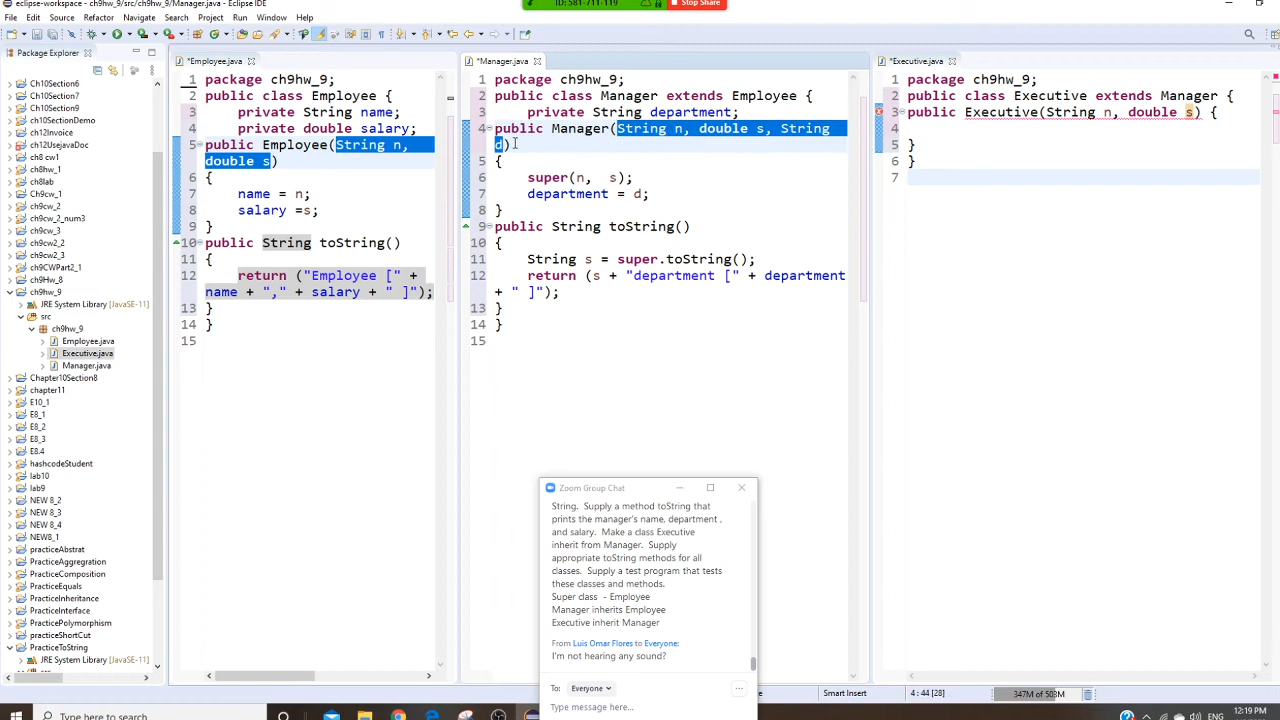 eclipse-workspace - ch9hw_9/src/ch9hw_9/Manager.java - Eclipse IDE
ID: 581-711-119
Stop Share
File Edit Source Refactor Navigate Search Project Run Window Help
Package Explorer
Ch10Section6
Ch10Section7
Ch10Section9
ch10sectionDemo
ch12Invoice
ch12UsejavaDoc
ch8 cw1
ch8hw_1
ch8lab
Ch9cw_1
ch9cw_2
ch9cw_2_num3
ch9cw_3
ch9cw2_2
ch9CWPart2_1
ch9Hw_8
ch9hw_9
JRE System Library [JavaSE-11]
src
ch9hw_9
Employee.java
Executive.java
Manager.java
Chapter10Section8
chapter11
E10_1
E8_1
E8_2
E8_3
E8.4
hashcodeStudent
lab10
lab9
NEW 8_2
NEW 8_3
NEW 8_4
NEW8_1
practiceAbstrat
PracticeAggregration
PracticeComposition
PracticeEquals
PracticeInheritance
PracticeInterface
PracticePolymorphism
practiceShortCut
PracticeToString
JRE System Library [JavaSE-11]
*Employee.java
1 package ch9hw_9;
2 public class Employee {
3 private String name;
4 private double salary;
5 public Employee(String n,
double s)
6 {
7 name = n;
8 salary =s;
9 }
10 public String toString()
11 {
12 return ("Employee [" +
name + "," + salary + " ]");
13 }
14 }
15
*Manager.java
1 package ch9hw_9;
2 public class Manager extends Employee {
3 private String department;
4 public Manager(String n, double s, String
d)
5 {
6 super(n, s);
7 department = d;
8 }
9 public String toString()
10 {
11 String s = super.toString();
12 return (s + "department [" + department
+ " ]");
13 }
14 }
15
*Executive.java
1 package ch9hw_9;
2 public class Executive extends Manager {
3 public Executive(String n, double s) {
4
5 }
6 }
7
Zoom Group Chat
String. Supply a method toString that
prints the manager's name, department ,
and salary. Make a class Executive
inherit from Manager. Supply
appropriate toString methods for all
classes. Supply a test program that tests
these classes and methods.
Super class - Employee
Manager inherits Employee
Executive inherit Manager
From Luis Omar Flores to Everyone:
I'm not hearing any sound?
To: Everyone
Type message here...
Smart Insert
4 : 44 [28]
347M of 503M
Type here to search
ENG
12:19 PM